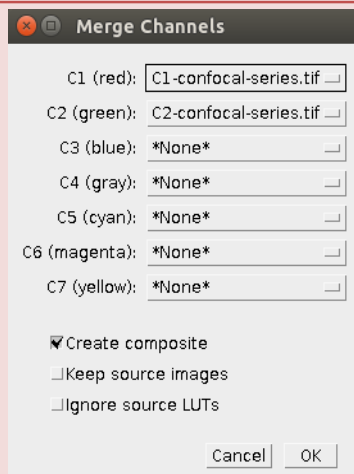 Merge Channels
C1 (red): C1-confocal-series.tif
C2 (green): C2-confocal-series.tif
C3 (blue): *None*
C4 (gray): *None*
C5 (cyan): *None*
C6 (magenta): *None*
C7 (yellow): *None*
Create composite
Keep source images
Ignore source LUTs
Cancel OK